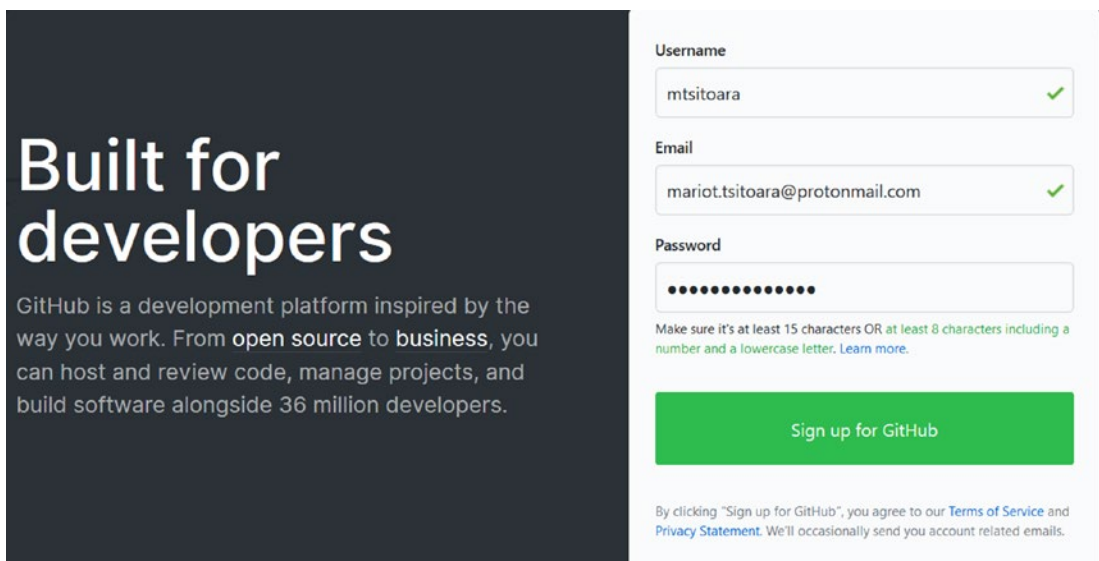 Built for
developers
GitHub is a development platform inspired by the
way you work. From open source to business, you
can host and review code, manage projects, and
build software alongside 36 million developers.
Username
mtsitoara
Email
mariot.tsitoara@protonmail.com
Password
••••••••••••••
Make sure it's at least 15 characters OR at least 8 characters including a
number and a lowercase letter. Learn more.
Sign up for GitHub
By clicking "Sign up for GitHub", you agree to our Terms of Service and
Privacy Statement. We'll occasionally send you account related emails.